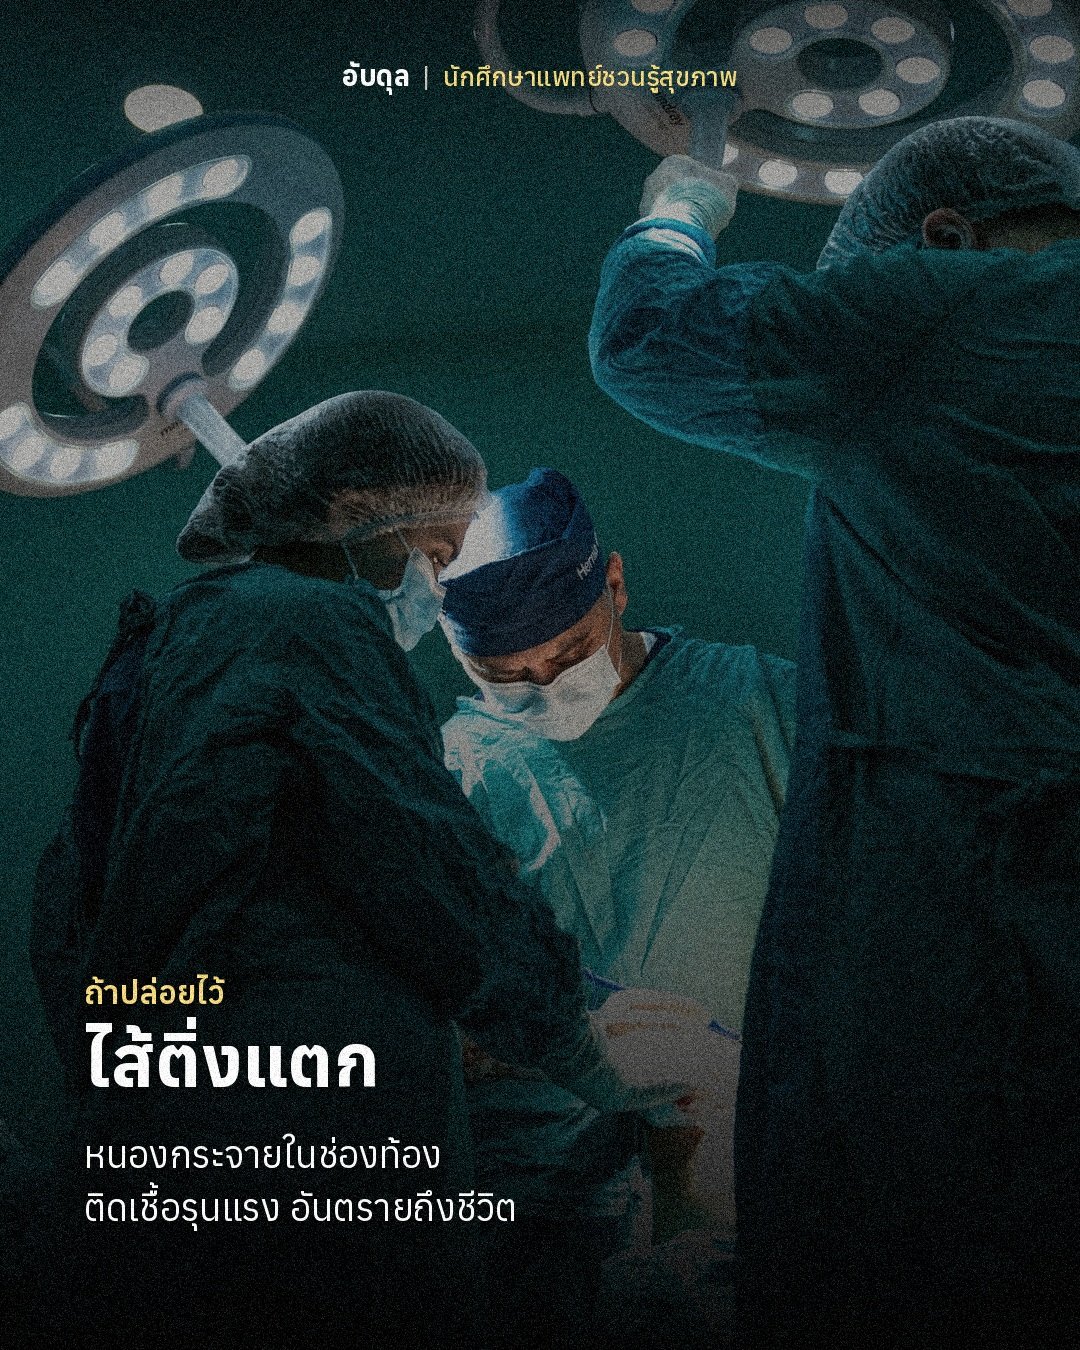 อับดุล | นักศึกษาแพทย์ชวนรู้สุขภาพ
ถ้าปล่อยไว้
ไส้ติ่งแตก
หนองกระจายในช่องท้อง
ติดเชื้อรุนแรง อันตรายถึงชีวิต